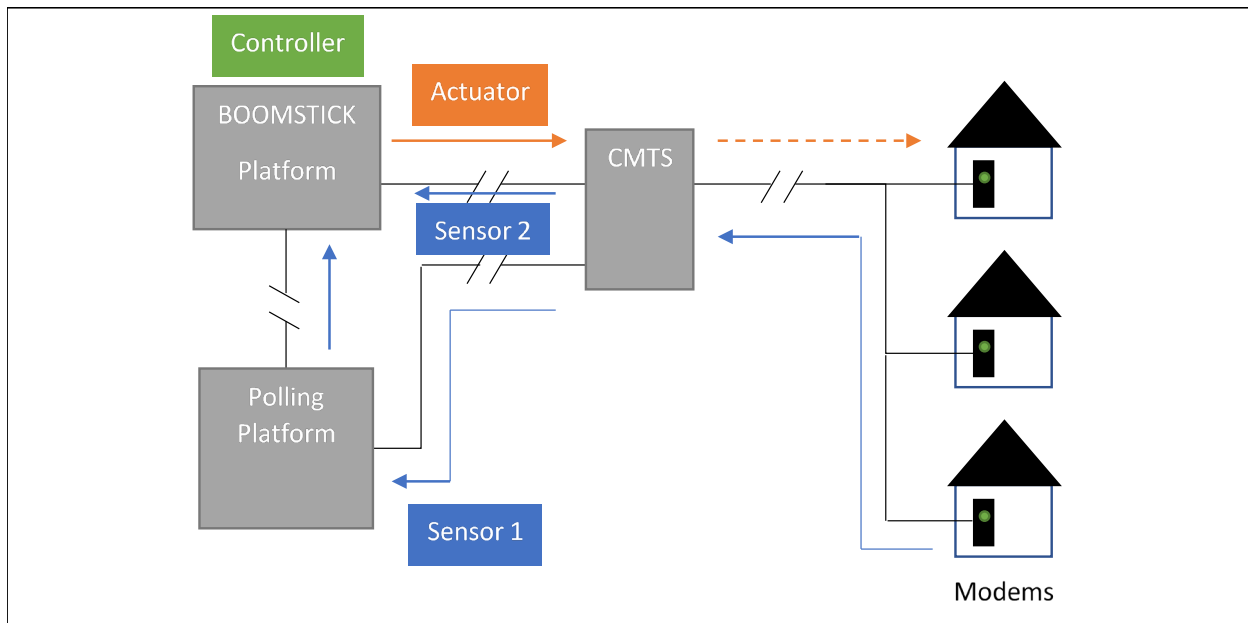 Controller
Actuator
BOOMSTICK
Platform
CMTS
Sensor 2
Polling
Platform
Sensor 1
Modems